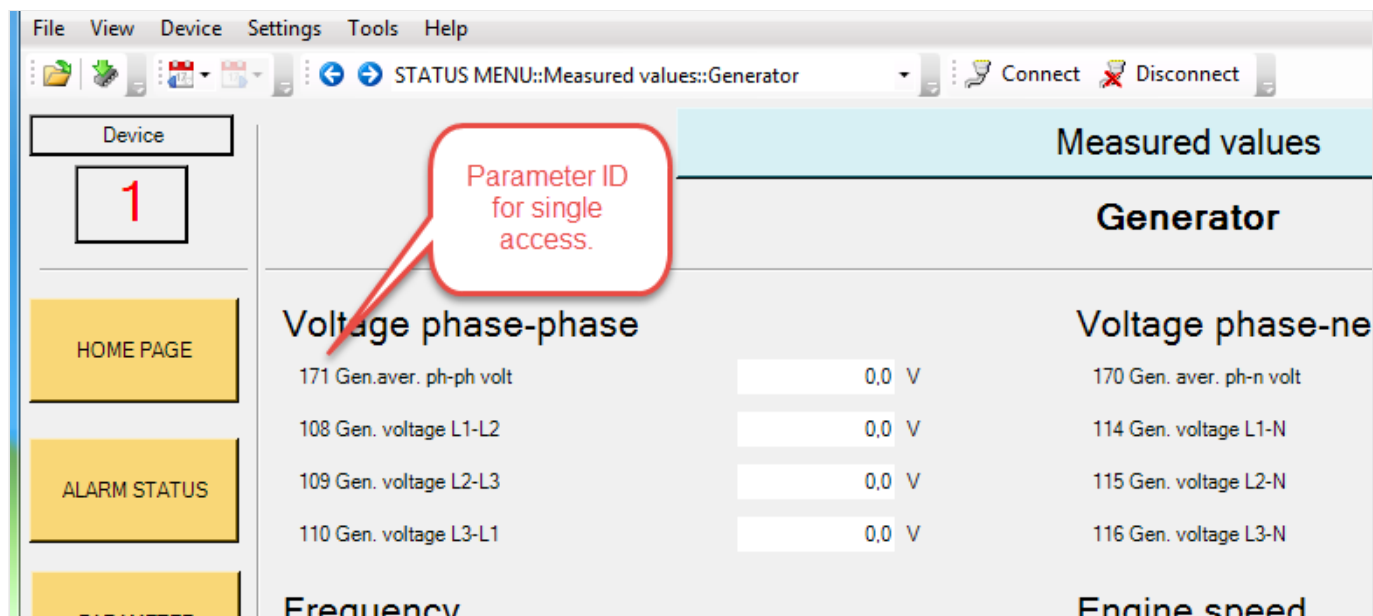 File View Device Settings Tools Help
STATUS MENU::Measured values::Generator Connect Disconnect
Device
1
Measured values
Parameter ID
for single
access.
Generator
HOME PAGE
ALARM STATUS
Voltage phase-phase
171 Gen.aver. ph-ph volt 0,0 V
108 Gen. voltage L1-L2 0,0 V
109 Gen. voltage L2-L3 0,0 V
110 Gen. voltage L3-L1 0,0 V
Voltage phase-ne
170 Gen. aver. ph-n volt
114 Gen. voltage L1-N
115 Gen. voltage L2-N
116 Gen. voltage L3-N
Frequency
Engine speed